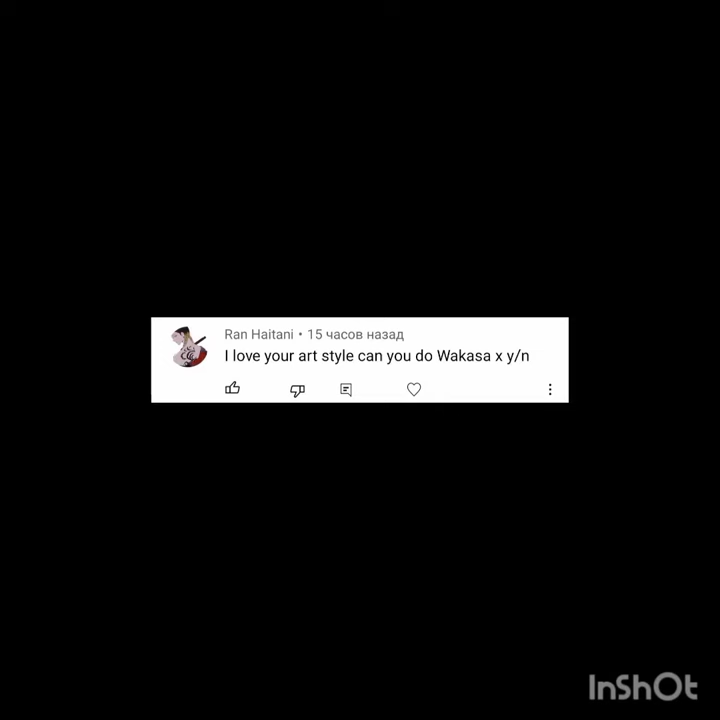 Ran Haitani • 15 часов назад
I love your art style can you do Wakasa x y/n
InShOt